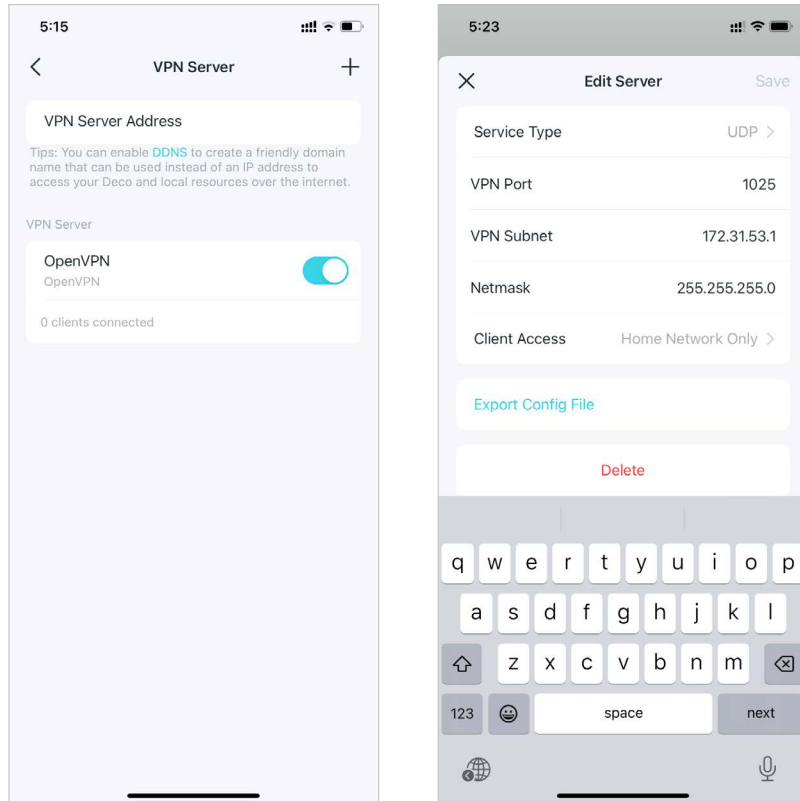 5:15
VPN Server
VPN Server Address
Tips: You can enable DDNS to create a friendly domain
name that can be used instead of an IP address to
access your Deco and local resources over the internet.
VPN Server
OpenVPN
OpenVPN
0 clients connected
5:23
Edit Server
Save
Service Type
UDP
VPN Port
1025
VPN Subnet
172.31.53.1
Netmask
255.255.255.0
Client Access
Home Network Only
Export Config File
Delete
q w e r t y u i o p
a s d f g h j k l
z x c v b n m
123
space
next